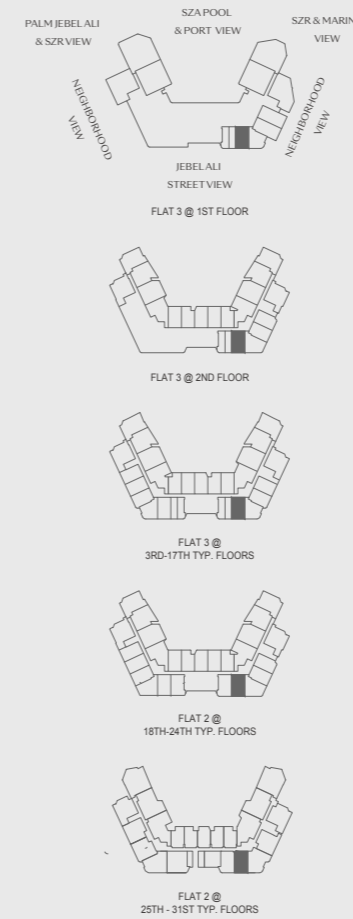 PALM JEBEL ALI
& SZR VIEW
SZA POOL
& PORT VIEW
SZR & MARIN
VIEW
NEIGHBORHOOD
VIEW
NEIGHBORHOOD
VIEW
JEBEL ALI
STREET VIEW
FLAT 3 @ 1ST FLOOR
FLAT 3 @ 2ND FLOOR
FLAT 3 @
3RD-17TH TYP. FLOORS
FLAT 2 @
18TH-24TH TYP. FLOORS
FLAT 2 @
25TH - 31ST TYP. FLOORS